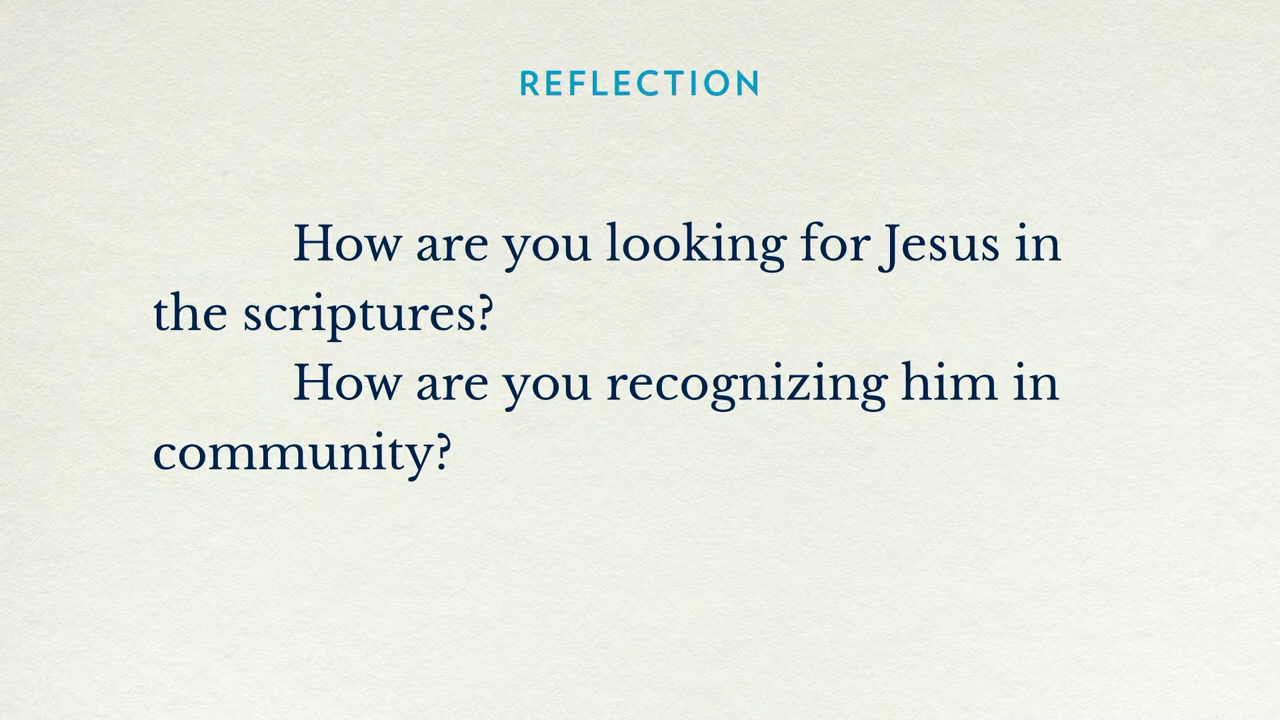 REFLECTION
How are you looking for Jesus in
the scriptures?
How are you recognizing him in
community?